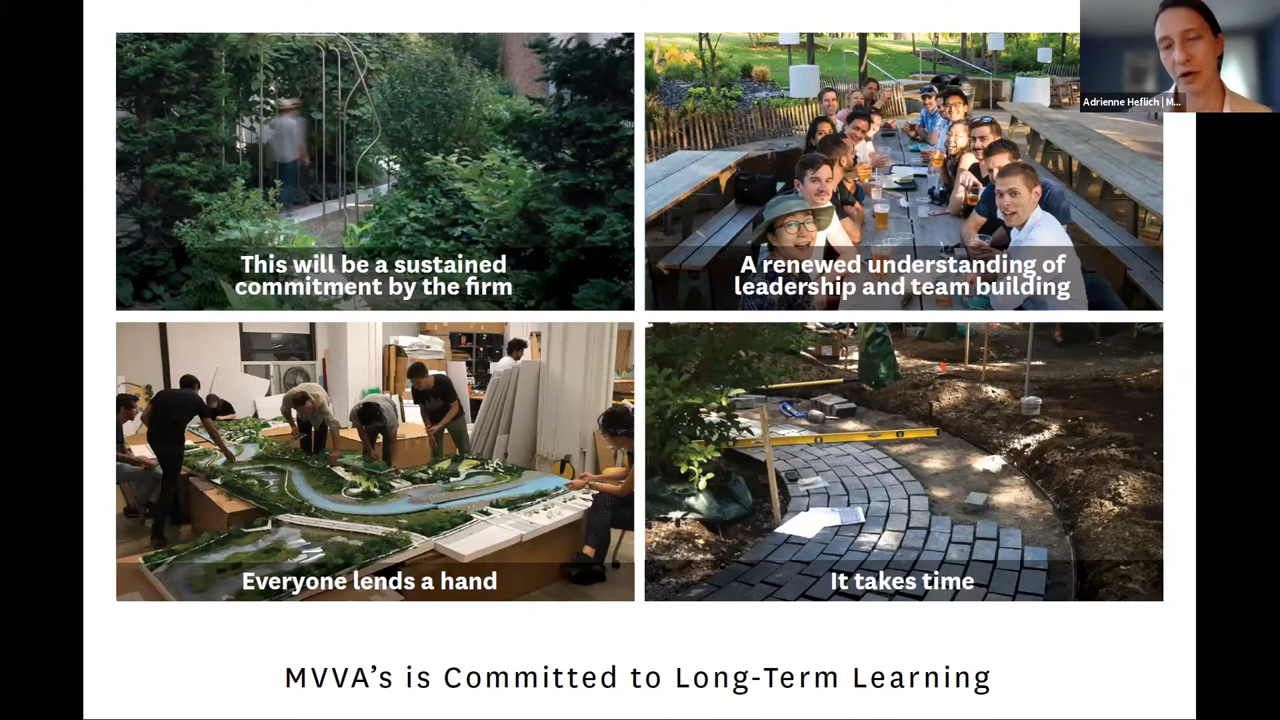 Adrienne Heflich | M...
This will be a sustained
commitment by the firm
A renewed understanding of
leadership and team building
Everyone lends a hand
It takes time
MVVA’s is Committed to Long-Term Learning